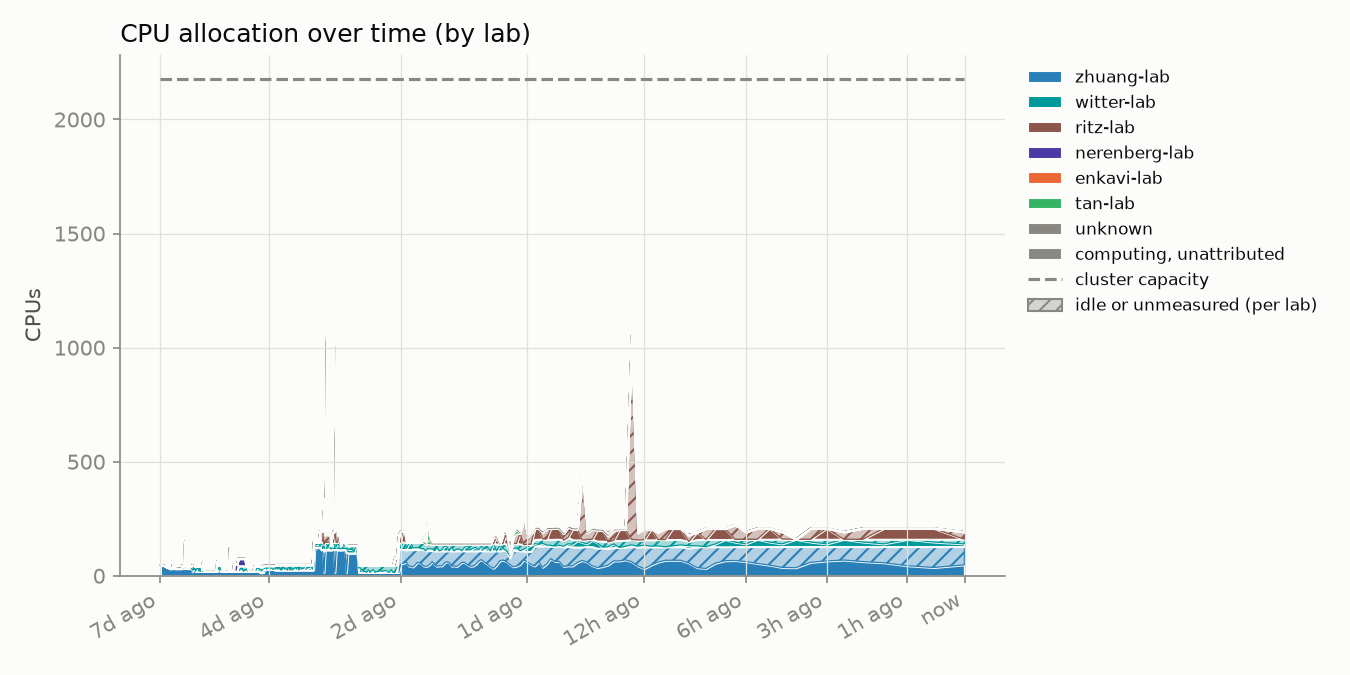 CPU allocation over time (by lab)
CPUs
2000
1500
1000
500
0
7d ago
4d ago
2d ago
1d ago
12h ago
6h ago
3h ago
1h ago
now
zhuang-lab
witter-lab
ritz-lab
nerenberg-lab
enkavi-lab
tan-lab
unknown
computing, unattributed
cluster capacity
idle or unmeasured (per lab)